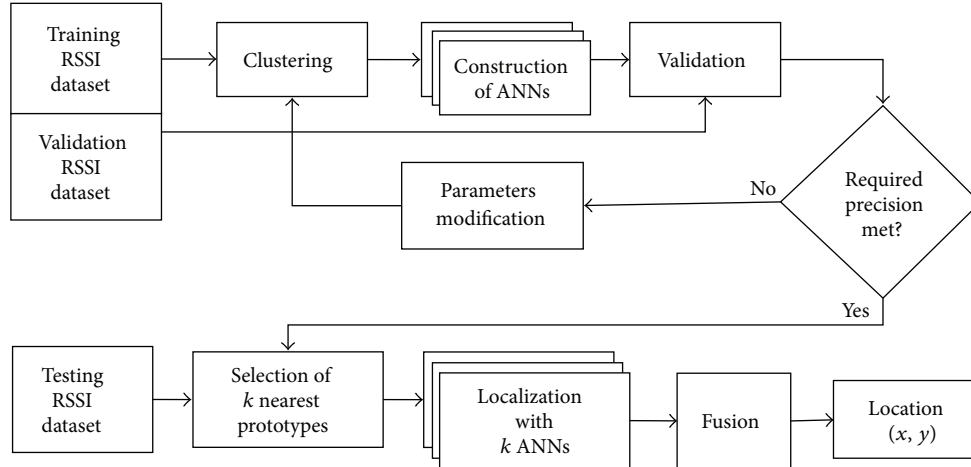 Training
RSSI
dataset
Clustering
Construction
of ANNs
Validation
Validation
RSSI
dataset
Parameters
modification
No
Required
precision
met?
Yes
Testing
RSSI
dataset
Selection of
k nearest
prototypes
Localization
with
k ANNs
Fusion
Location
(x, y)